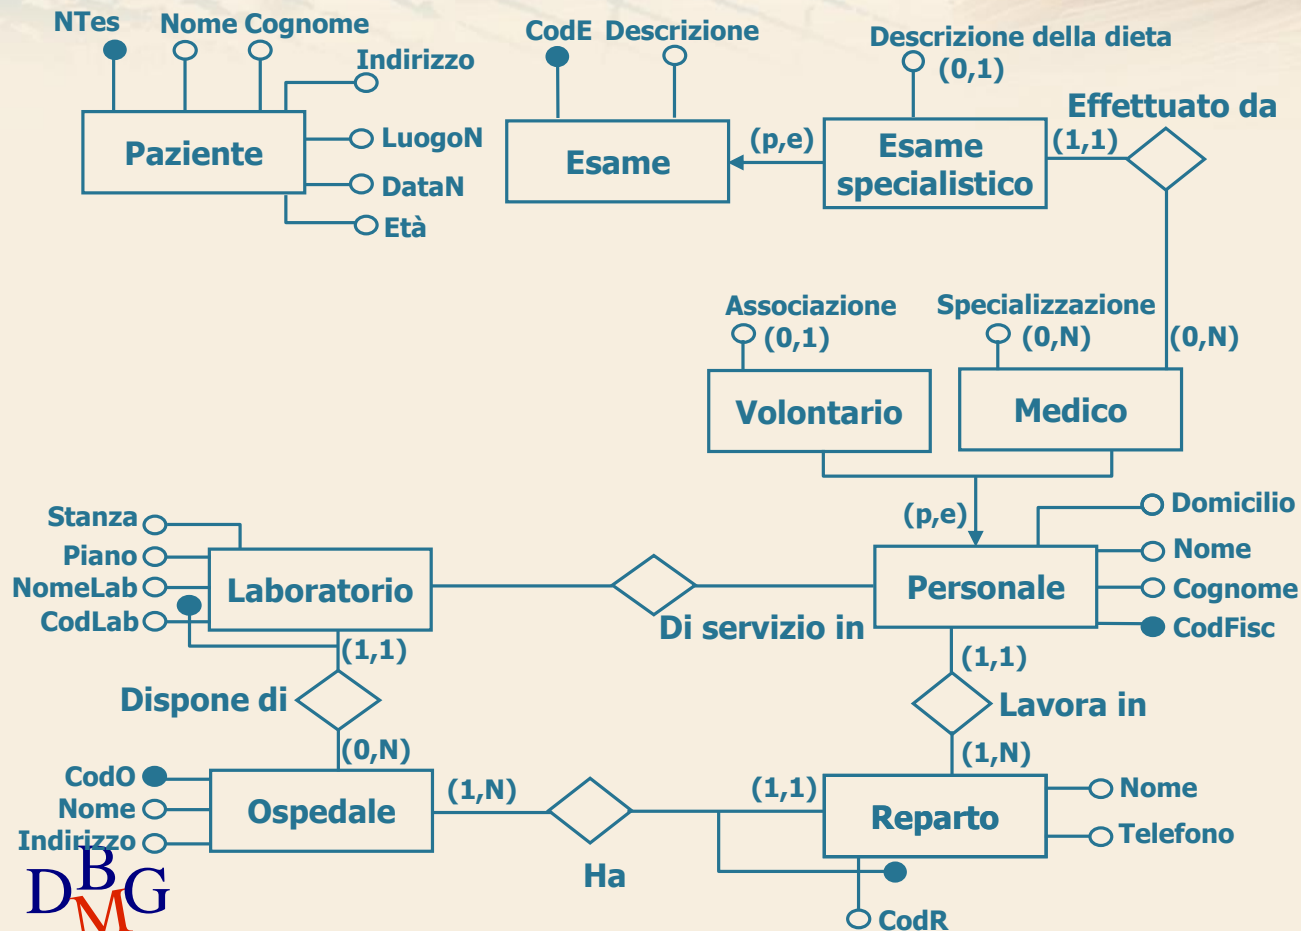 NTes
Nome Cognome
Indirizzo
Paziente
LuogoN
DataN
Età
CodE Descrizione
Esame
(p,e)
Descrizione della dieta
(0,1)
Esame
specialistico
(1,1)
Effettuato da
(0,N)
Associazione
(0,1)
Volontario
Specializzazione
(0,N)
Medico
(p,e)
Domicilio
Nome
Cognome
CodFisc
Personale
Di servizio in
Stanza
Piano
NomeLab
CodLab
Laboratorio
(1,1)
Dispone di
(0,N)
(1,1)
Lavora in
(1,N)
CodO
Nome
Indirizzo
Ospedale
(1,N)
Ha
(1,1)
Reparto
Nome
Telefono
CodR
DBMG